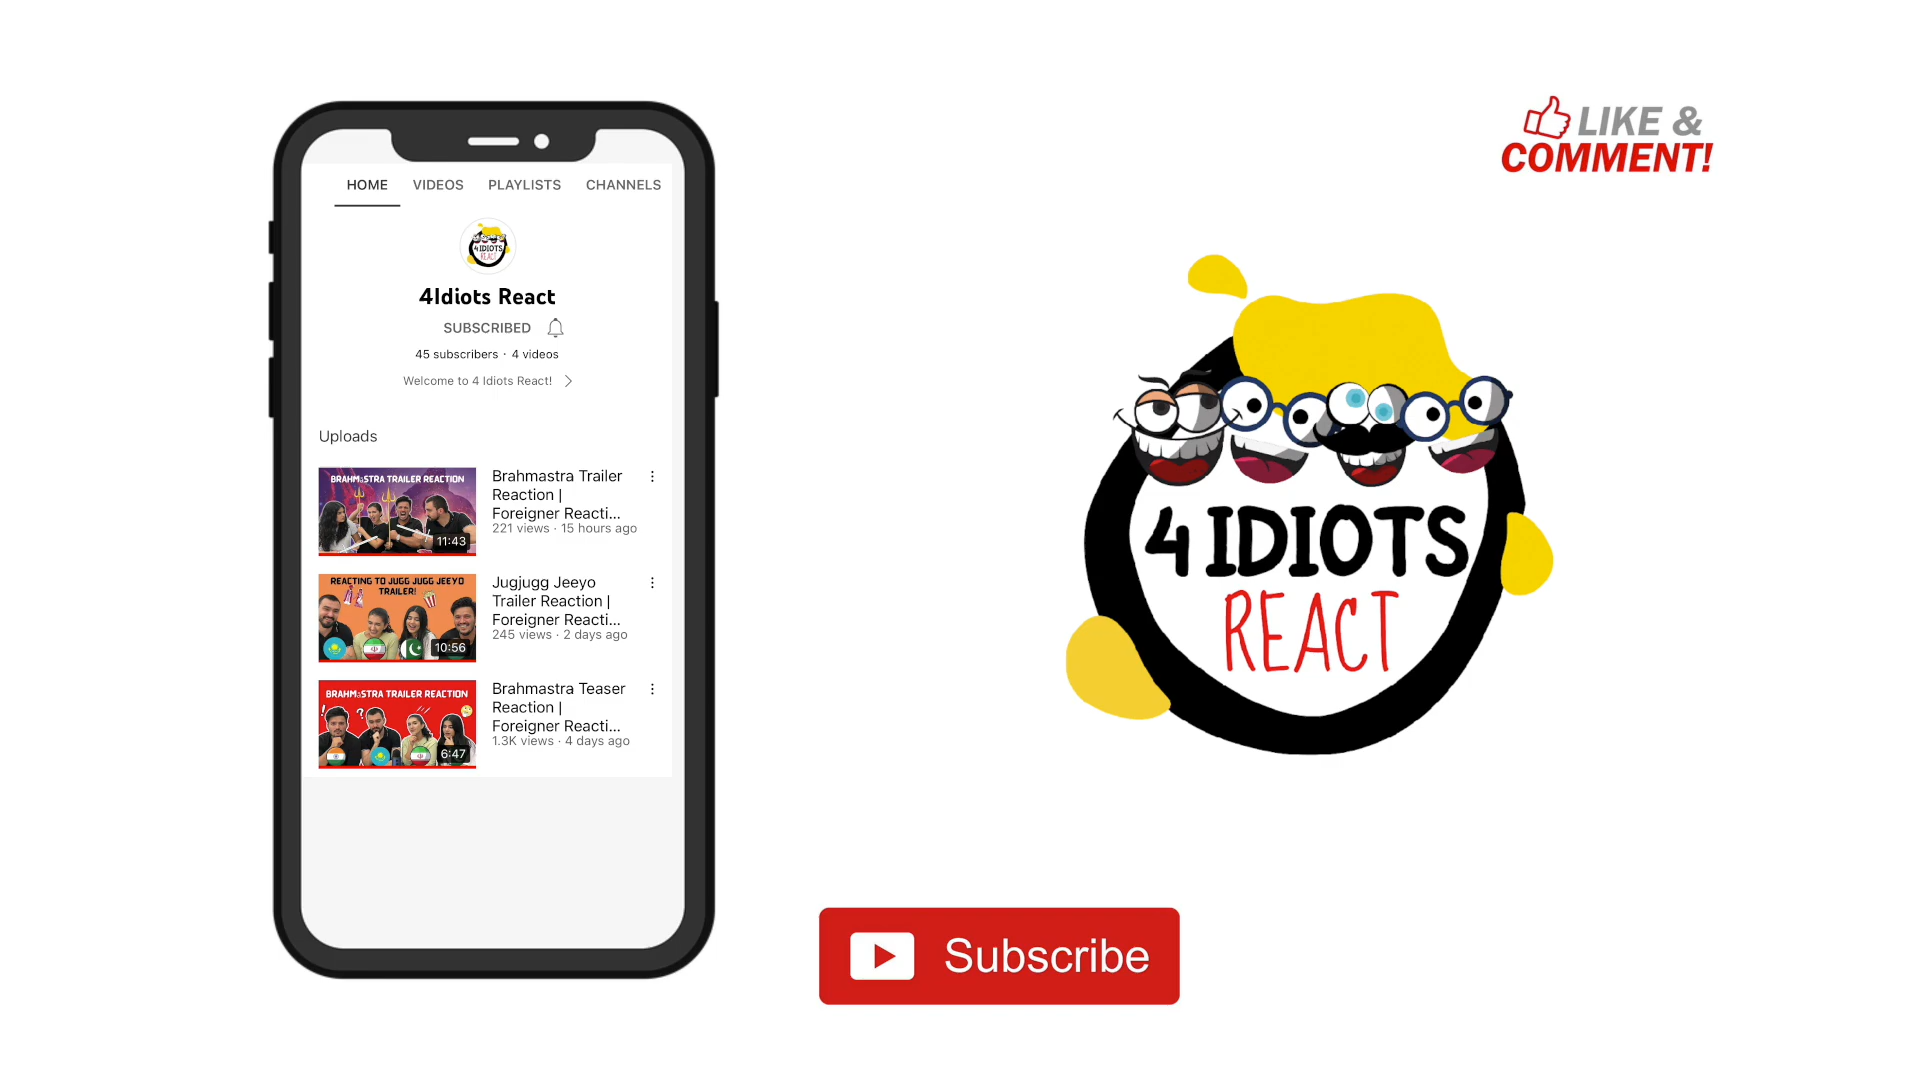 HOME VIDEOS PLAYLISTS CHANNELS
4 IDIOTS
REACT
4Idiots React
SUBSCRIBED
45 subscribers · 4 videos
Welcome to 4 Idiots React!
Uploads
BRAHMaSTRA TRAILER REACTION
11:43
Brahmastra Trailer
Reaction |
Foreigner Reacti...
221 views · 15 hours ago
REACTING TO JUGG JUGG JEEYO
TRAILER!
10:56
Jugjugg Jeeyo
Trailer Reaction |
Foreigner Reacti...
245 views · 2 days ago
BRAHMaSTRA TRAILER REACTION
6:47
Brahmastra Teaser
Reaction |
Foreigner Reacti...
1.3K views · 4 days ago
LIKE &
COMMENT!
4 IDIOTS
REACT
Subscribe